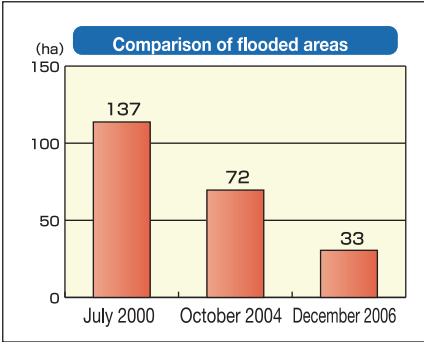 Comparison of flooded areas
(ha)
150
100
50
0
137
72
33
July 2000
October 2004
December 2006